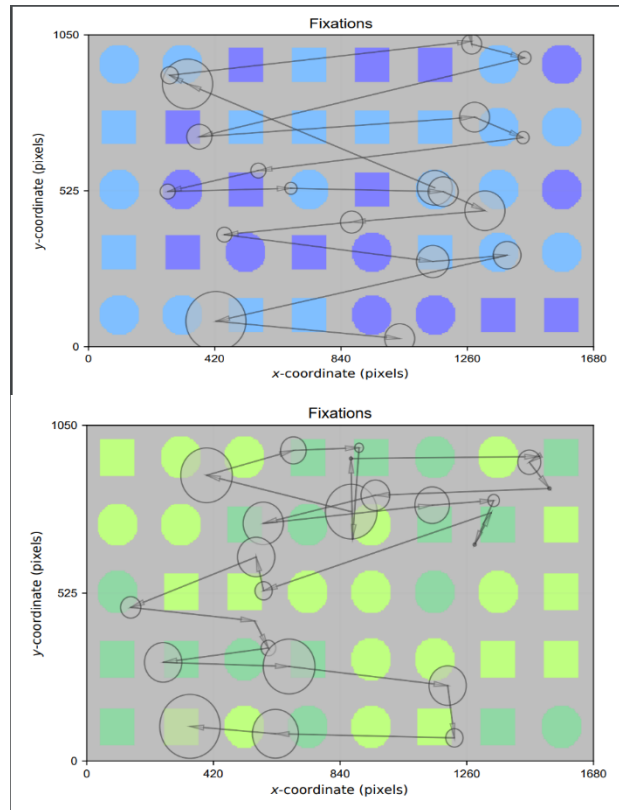 Fixations
1050
525
0
y-coordinate (pixels)
0 420 840 1260 1680
x-coordinate (pixels)
Fixations
1050
525
0
y-coordinate (pixels)
0 420 840 1260 1680
x-coordinate (pixels)